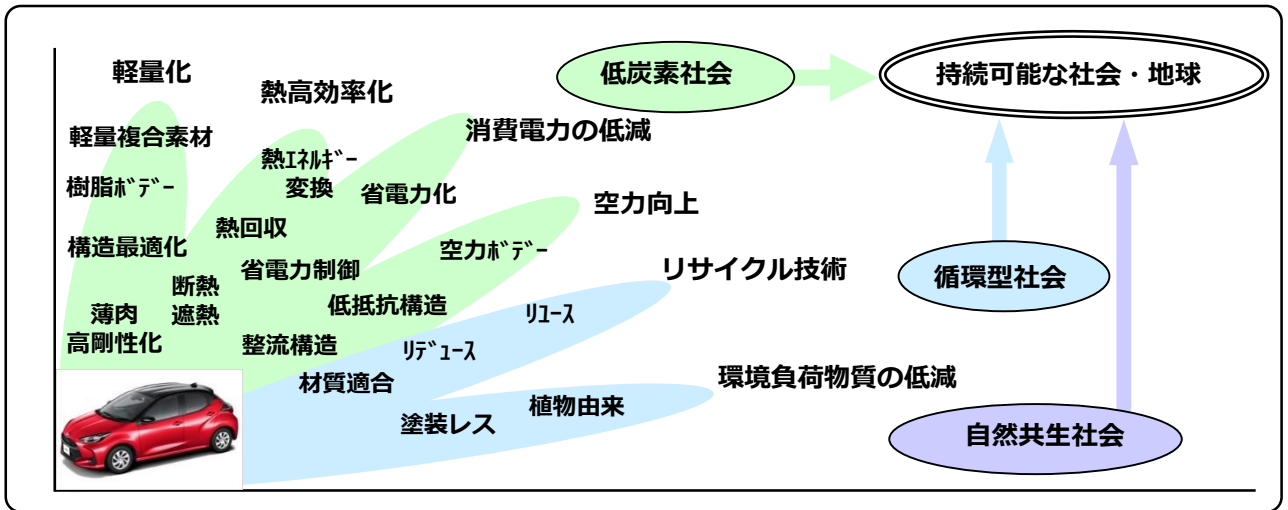 軽量化
熱高効率化
低炭素社会
持続可能な社会・地球
消費電力の低減
軽量複合素材
熱ｴﾈﾙｷﾞｰ
変換
樹脂ﾎﾞﾃﾞｰ
省電力化
空力向上
熱回収
構造最適化
空力ﾎﾞﾃﾞｰ
リサイクル技術
省電力制御
断熱
遮熱
循環型社会
薄肉
高剛性化
低抵抗構造
ﾘﾕｰｽ
整流構造
ﾘﾃﾞｭｰｽ
材質適合
環境負荷物質の低減
植物由来
塗装レス
自然共生社会